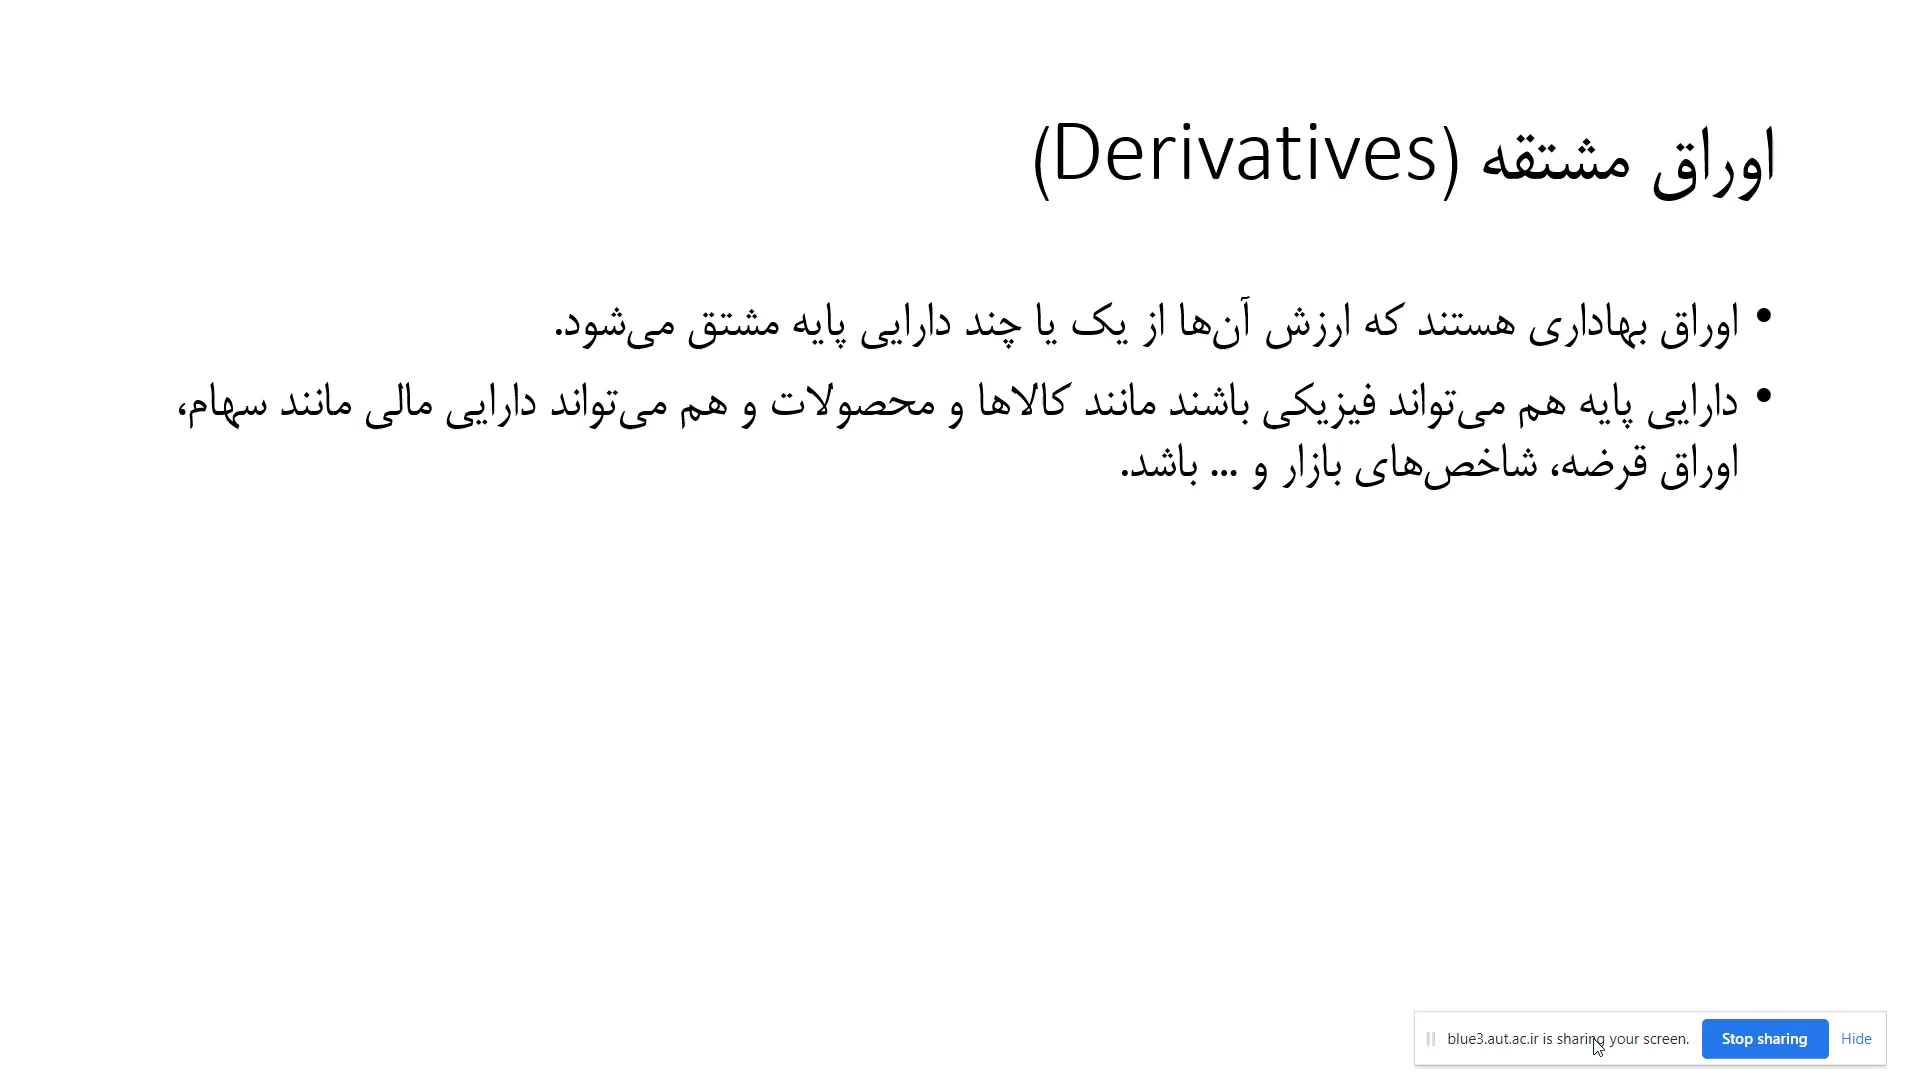 اوراق مشتقه (Derivatives)
• اوراق بهاداری هستند که ارزش آن‌ها از یک یا چند دارایی پایه مشتق می‌شود.
• دارایی پایه هم می‌تواند فیزیکی باشند مانند کالاها و محصولات و هم می‌تواند دارایی مالی مانند سهام،
اوراق قرضه، شاخص‌های بازار و ... باشد.
blue3.aut.ac.ir is sharing your screen. Stop sharing Hide